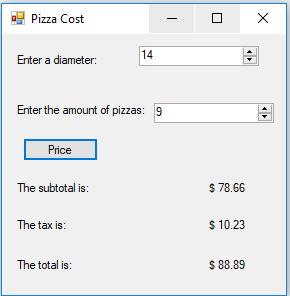 Pizza Cost
Enter a diameter: 14
Enter the amount of pizzas: 9
Price
The subtotal is: $ 78.66
The tax is: $ 10.23
The total is: $ 88.89